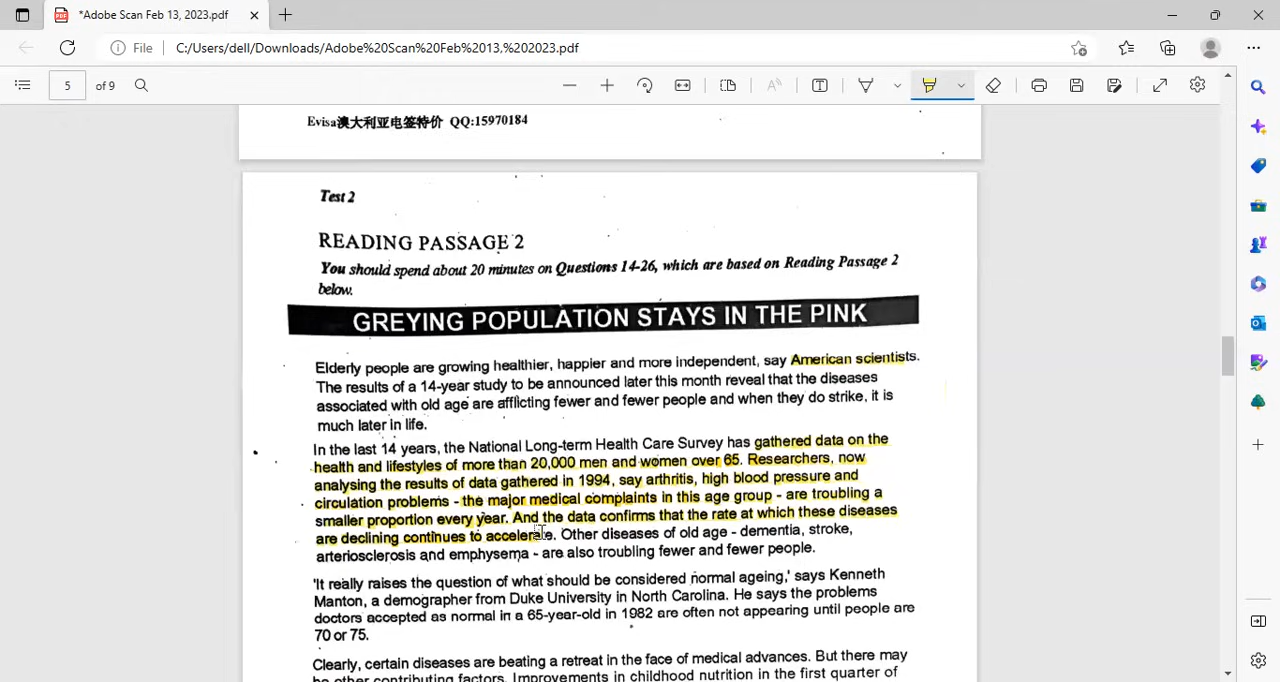 *Adobe Scan Feb 13, 2023.pdf
File
C:/Users/dell/Downloads/Adobe%20Scan%20Feb%2013,%202023.pdf
5
of 9
Evisa澳大利亚电签特价 QQ:15970184
Test 2
READING PASSAGE 2
You should spend about 20 minutes on Questions 14-26, which are based on Reading Passage 2
below.
GREYING POPULATION STAYS IN THE PINK
Elderly people are growing healthier, happier and more independent, say American scientists.
The results of a 14-year study to be announced later this month reveal that the diseases
associated with old age are afflicting fewer and fewer people and when they do strike, it is
much later in life.
In the last 14 years, the National Long-term Health Care Survey has gathered data on the
health and lifestyles of more than 20,000 men and women over 65. Researchers, now
analysing the results of data gathered in 1994, say arthritis, high blood pressure and
circulation problems - the major medical complaints in this age group - are troubling a
smaller proportion every year. And the data confirms that the rate at which these diseases
are declining continues to accelerate. Other diseases of old age - dementia, stroke,
arteriosclerosis and emphysema - are also troubling fewer and fewer people.
'It really raises the question of what should be considered normal ageing,' says Kenneth
Manton, a demographer from Duke University in North Carolina. He says the problems
doctors accepted as normal in a 65-year-old in 1982 are often not appearing until people are
70 or 75.
Clearly, certain diseases are beating a retreat in the face of medical advances. But there may
be other contributing factors. Improvements in childhood nutrition in the first quarter of